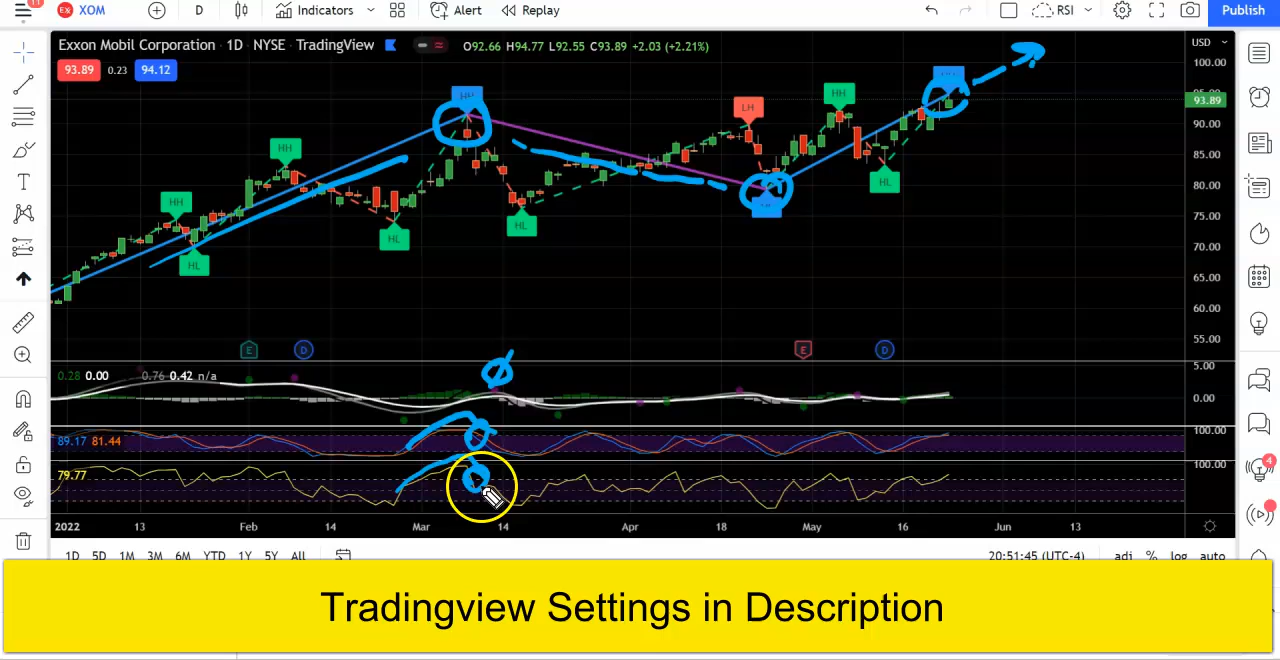 11
XOM
D
Indicators
Alert
Replay
RSI
Publish
Exxon Mobil Corporation · 1D · NYSE · TradingView
O92.66 H94.77 L92.55 C93.89 +2.03 (+2.21%)
USD
93.89
0.23
94.12
100.00
93.89
90.00
85.00
80.00
75.00
70.00
65.00
60.00
55.00
HH
HH
HL
HL
HL
LH
HH
HL
E
D
E
D
0.28 0.00 0.76 0.42 n/a
5.00
0.00
89.17 81.44
100.00
79.77
100.00
4
2022
13
Feb
14
Mar
14
Apr
18
May
16
Jun
13
1D 5D 1M 3M 6M YTD 1Y 5Y All
20:51:45 (UTC-4)
adj % log auto
Tradingview Settings in Description